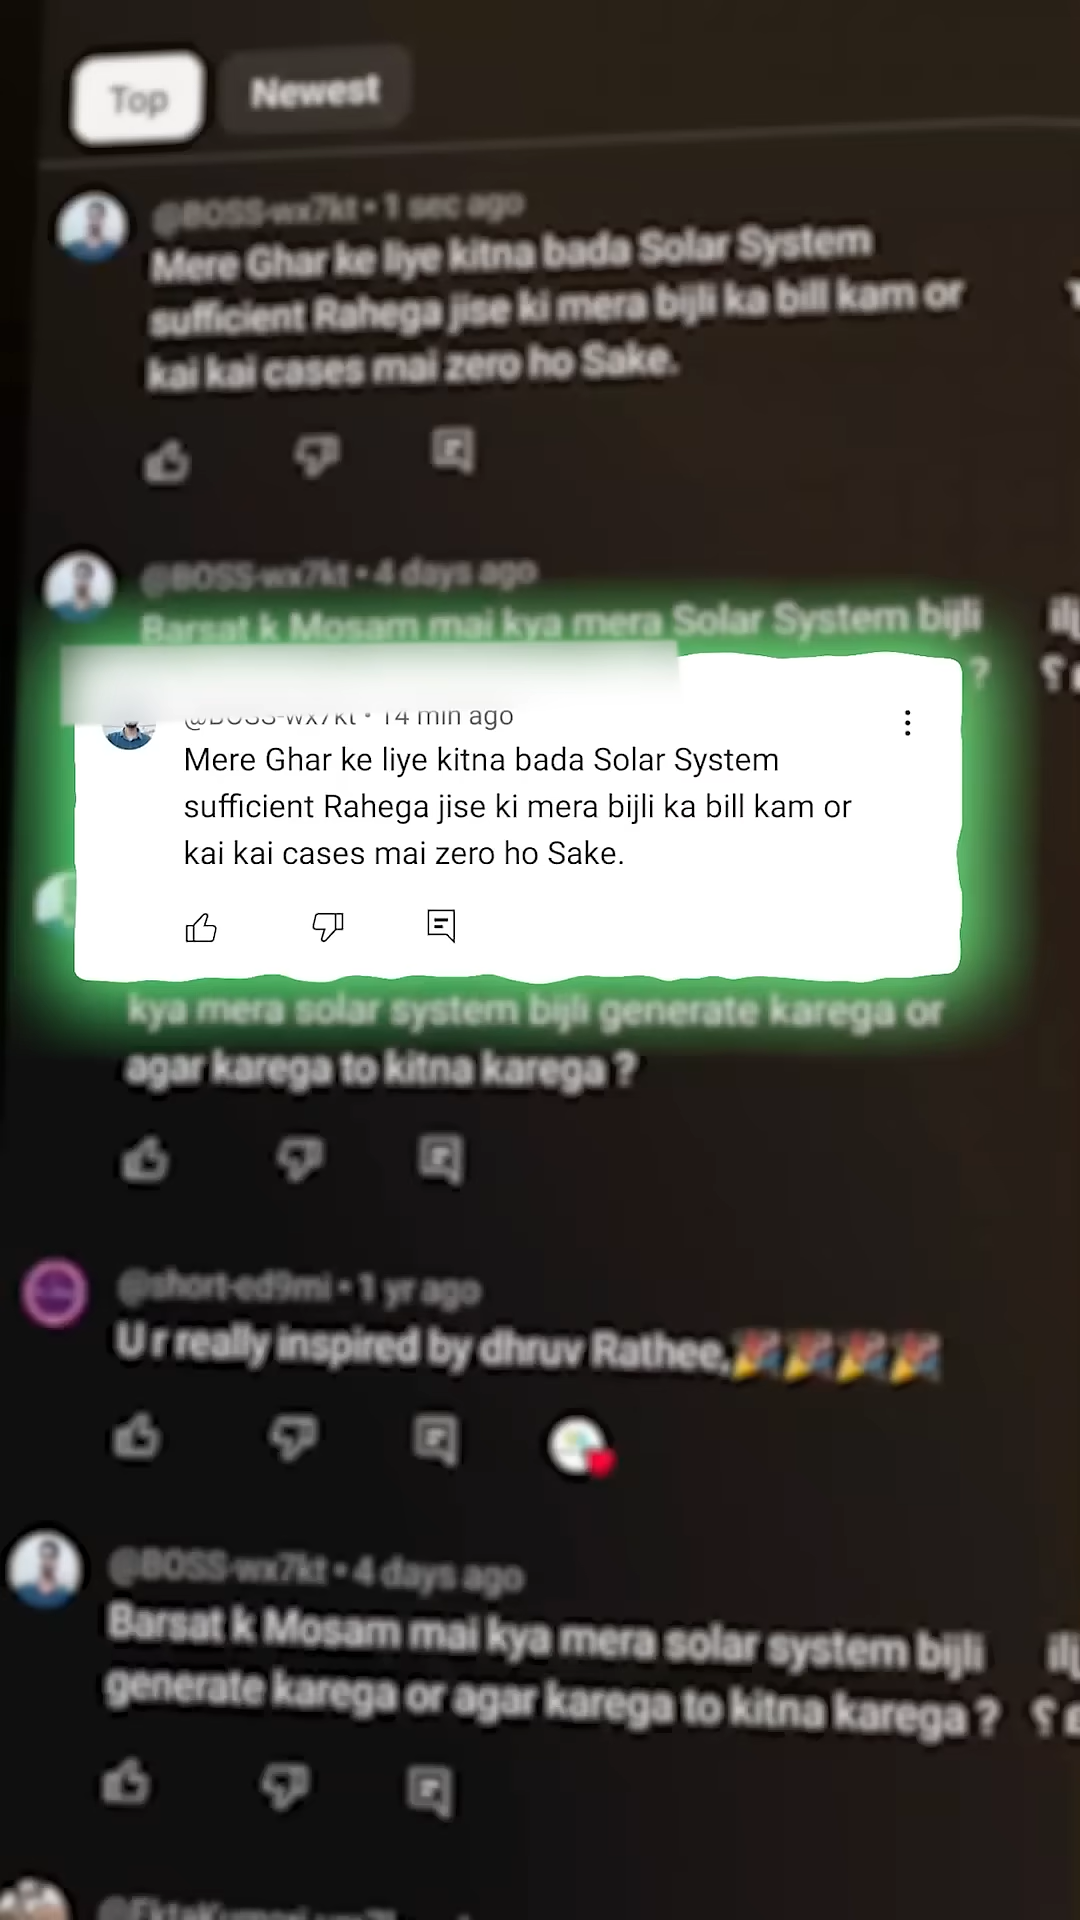 Top
Newest
@BOSS-wx7kt • 1 sec ago
Mere Ghar ke liye kitna bada Solar System
sufficient Rahega jise ki mera bijli ka bill kam or
kai kai cases mai zero ho Sake.
@BOSS-wx7kt • 4 days ago
Barsat k Mosam mai kya mera Solar System bijli
?
@BOSS-wx7kt • 14 min ago
Mere Ghar ke liye kitna bada Solar System
sufficient Rahega jise ki mera bijli ka bill kam or
kai kai cases mai zero ho Sake.
kya mera solar system bijli generate karega or
agar karega to kitna karega ?
@short-ed9mi • 1 yr ago
U r really inspired by dhruv Rathee,🎉🎉🎉🎉
@BOSS-wx7kt • 4 days ago
Barsat k Mosam mai kya mera solar system bijli
generate karega or agar karega to kitna karega ?